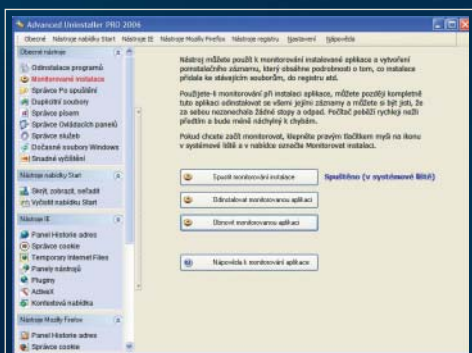 Advanced Uninstaller PRO 2006
Obecné Nástroje nabídky Start Nástroje IE Nástroje Mozilly Firefox Nástroje registru Nastavení Nápověda
Obecné nástroje
Odinstalace programů
Monitorované instalace
Správce Po spuštění
Duplicitní soubory
Správce písem
Správce Ovládacích panelů
Správce služeb
Dočasné soubory Windows
Snadné vyčištění
Nástroje nabídky Start
Skrýt, zobrazit, seřadit
Vyčistit nabídku Start
Nástroje IE
Panel Historie adres
Správce cookie
Temporary Internet Files
Panely nástrojů
Pluginy
ActiveX
Kontextová nabídka
Nástroje Mozilly Firefox
Panel Historie adres
Správce cookie
Nástroj můžete použít k monitorování instalované aplikace a vytvoření
poinstalačního záznamu, který obsáhne podrobnosti o tom, co instalace
přidala ke stávajícím souborům, do registru atd.
Použijete-li monitorování při instalaci aplikace, můžete později kompletně
tuto aplikaci odinstalovat se všemi jejími záznamy a můžete si být jisti, že
za sebou nezanechala žádné stopy a odpad. Počítač poběží rychleji než
předtím a bude méně náchylný k chybám.
Pokud chcete začít monitorovat, klepněte pravým tlačítkem myši na ikonu
v systémové liště a v nabídce označte Monitorovat instalaci.
Spustit monitorování instalace
Spuštěno (v systémové liště)
Odinstalovat monitorovanou aplikaci
Obnovit monitorovanou aplikaci
Nápověda k monitorování aplikace